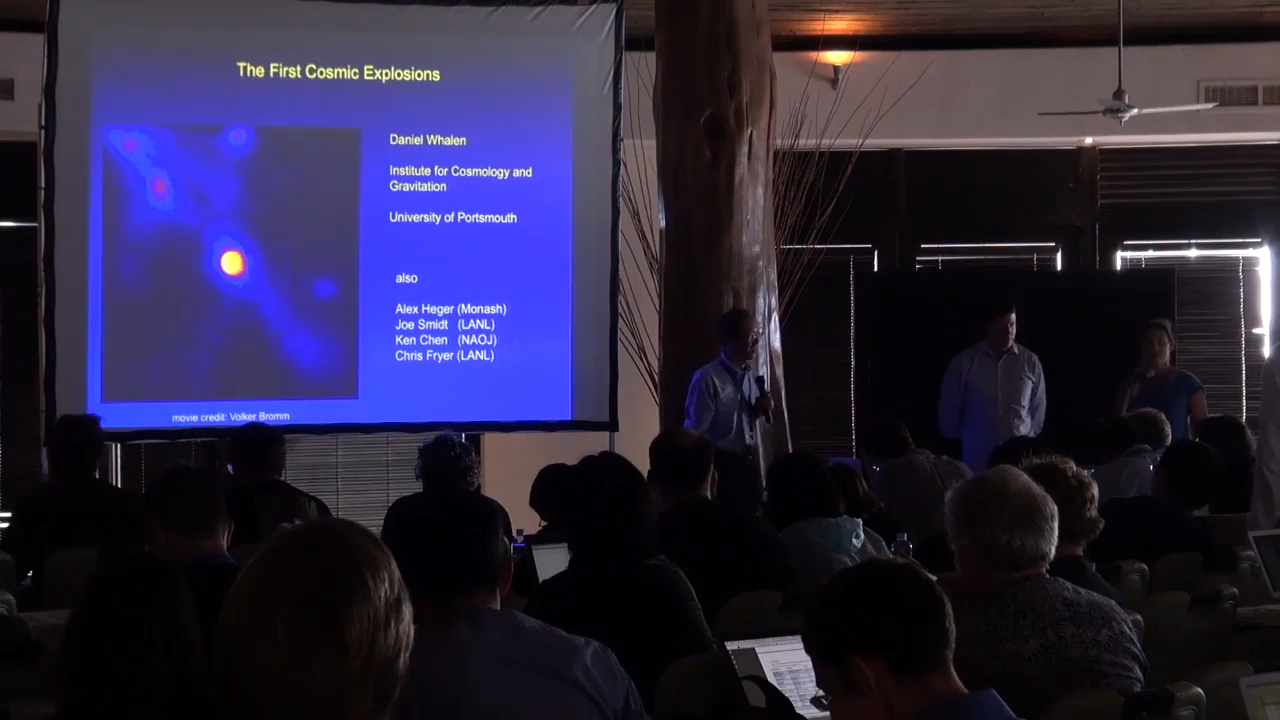 The First Cosmic Explosions
Daniel Whalen
Institute for Cosmology and
Gravitation
University of Portsmouth
also
Alex Heger (Monash)
Joe Smidt (LANL)
Ken Chen (NAOJ)
Chris Fryer (LANL)
movie credit: Volker Bromm